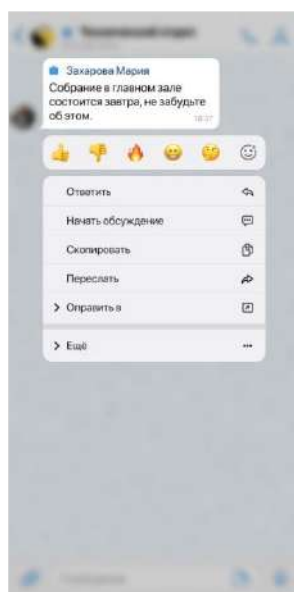 Захарова Мария
Собрание в главном зале
состоится завтра, не забудьте
об этом.
Ответить
Начать обсуждение
Скопировать
Переслать
Оправить в
Ещё